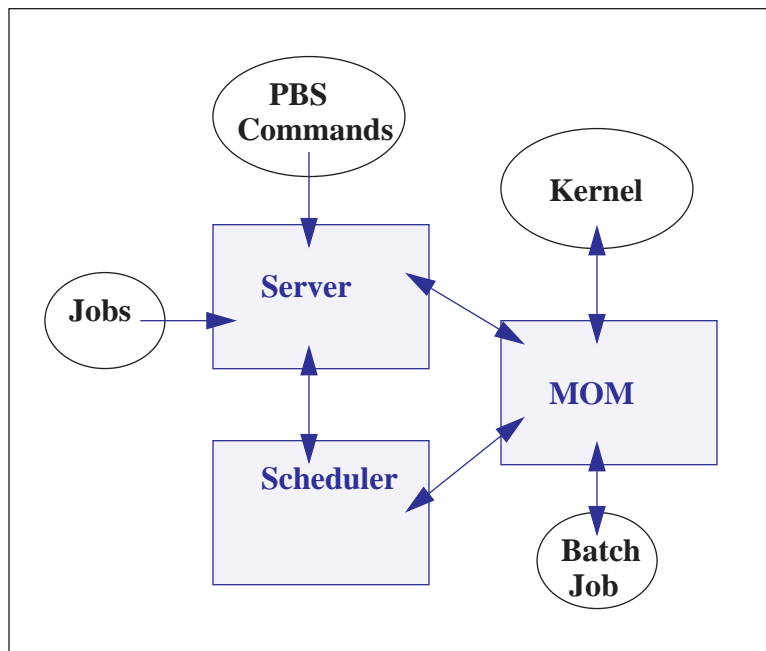 PBS
Commands
Kernel
Server
Jobs
MOM
Scheduler
Batch
Job